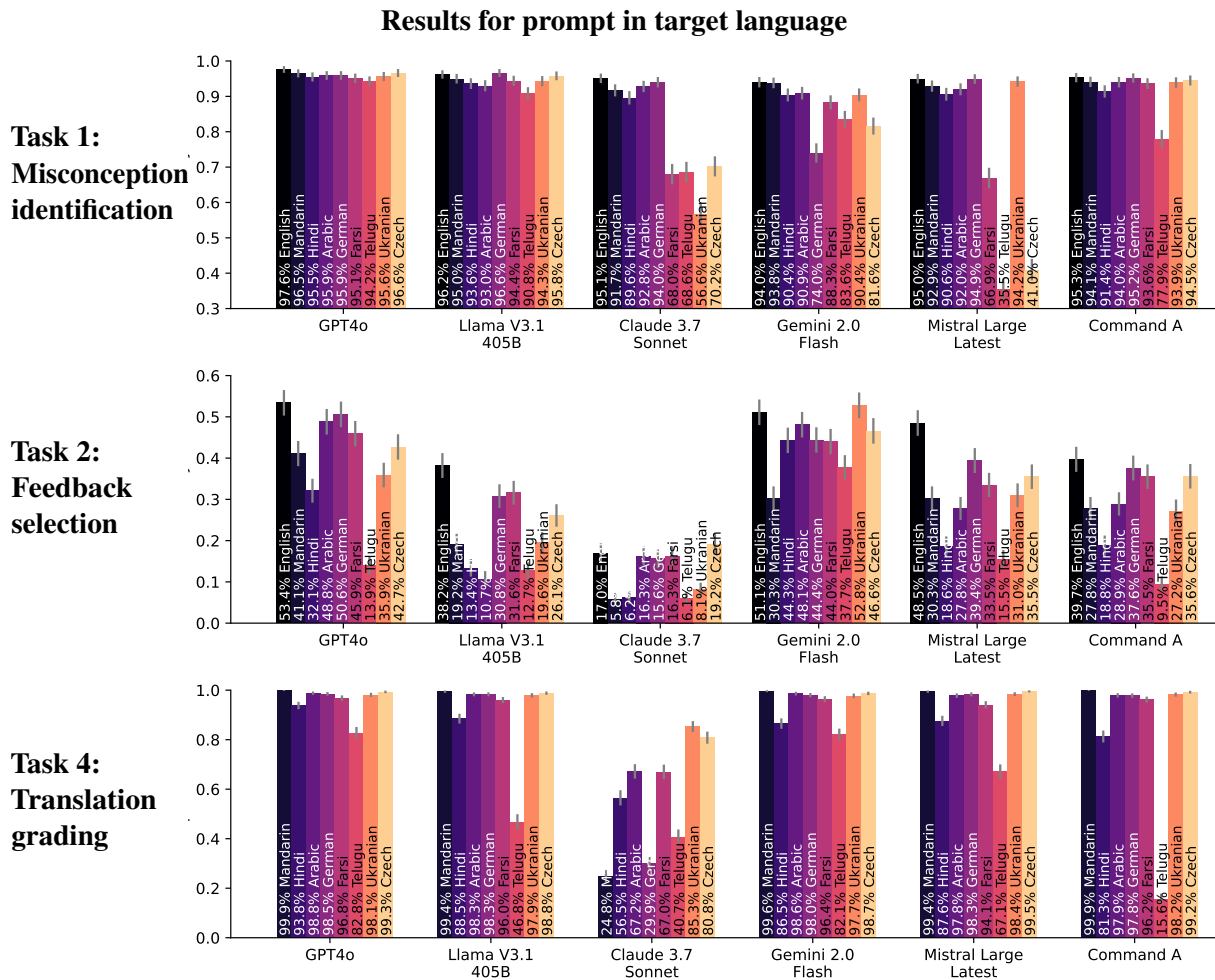 Results for prompt in target language
Task 1:
Misconception
identification
1.0
0.9
0.8
0.7
0.6
0.5
0.4
0.3
97.6% English
96.5% Mandarin
95.5% Hindi
95.9% Arabic
95.9% German
95.1% Farsi
94.2% Telugu
95.6% Ukranian
96.6% Czech
96.2% English
95.0% Mandarin
93.6% Hindi
93.0% Arabic
96.6% German
94.4% Farsi
90.8% Telugu
94.3% Ukranian
95.8% Czech
95.1% English
91.7% Mandarin
89.6% Hindi
92.8% Arabic
94.0% German
68.0% Farsi
68.6% Telugu
56.6% Ukranian
70.2% Czech
94.0% English
93.8% Mandarin
90.4% Hindi
90.9% Arabic
74.0% German
88.3% Farsi
83.6% Telugu
90.4% Ukranian
81.6% Czech
95.0% English
92.9% Mandarin
90.6% Hindi
92.0% Arabic
94.9% German
66.9% Farsi
35.5% Telugu
94.2% Ukranian
41.0% Czech
95.3% English
94.1% Mandarin
91.4% Hindi
94.0% Arabic
95.2% German
93.6% Farsi
77.9% Telugu
93.9% Ukranian
94.5% Czech
GPT4o
Llama V3.1
405B
Claude 3.7
Sonnet
Gemini 2.0
Flash
Mistral Large
Latest
Command A
Task 2:
Feedback
selection
0.6
0.5
0.4
0.3
0.2
0.1
0.0
53.4% English
41.1% Mandarin
32.1% Hindi
48.8% Arabic
50.6% German
45.9% Farsi
13.9% Telugu
35.9% Ukranian
42.7% Czech
38.2% English
19.2%
13.4%
10.7%
30.8% German
31.6% Farsi
12.7% Telugu
19.6% Ukranian
26.1% Czech
17.0%
5.8%
6.2%
16.3%
15.6%
16.3% Farsi
6.1% Telugu
8.1% Ukranian
19.2% Czech
51.1% English
30.3% Mandarin
44.3% Hindi
48.1% Arabic
44.4% German
44.0% Farsi
37.7% Telugu
52.8% Ukranian
46.6% Czech
48.5% English
30.3% Mandarin
18.6% Hindi
27.8% Arabic
39.4% German
33.5% Farsi
15.5% Telugu
31.0% Ukranian
35.5% Czech
39.7% English
27.8% Mandarin
18.9% Hindi
28.9% Arabic
37.6% German
35.5% Farsi
9.5% Telugu
27.2% Ukranian
35.6% Czech
GPT4o
Llama V3.1
405B
Claude 3.7
Sonnet
Gemini 2.0
Flash
Mistral Large
Latest
Command A
Task 4:
Translation
grading
1.0
0.8
0.6
0.4
0.2
0.0
99.9% Mandarin
93.8% Hindi
98.8% Arabic
98.5% German
96.8% Farsi
82.8% Telugu
98.1% Ukranian
99.3% Czech
99.4% Mandarin
88.5% Hindi
98.3% Arabic
98.3% German
96.0% Farsi
46.8% Telugu
97.9% Ukranian
98.8% Czech
24.8%
56.5% Hindi
67.2% Arabic
29.9%
67.0% Farsi
40.7% Telugu
85.3% Ukranian
80.8% Czech
99.6% Mandarin
86.5% Hindi
98.6% Arabic
98.0% German
96.4% Farsi
82.1% Telugu
97.7% Ukranian
98.7% Czech
99.4% Mandarin
87.6% Hindi
97.8% Arabic
98.3% German
94.1% Farsi
67.1% Telugu
98.4% Ukranian
99.5% Czech
99.9% Mandarin
81.3% Hindi
97.9% Arabic
97.8% German
96.2% Farsi
15.6% Telugu
98.2% Ukranian
99.2% Czech
GPT4o
Llama V3.1
405B
Claude 3.7
Sonnet
Gemini 2.0
Flash
Mistral Large
Latest
Command A